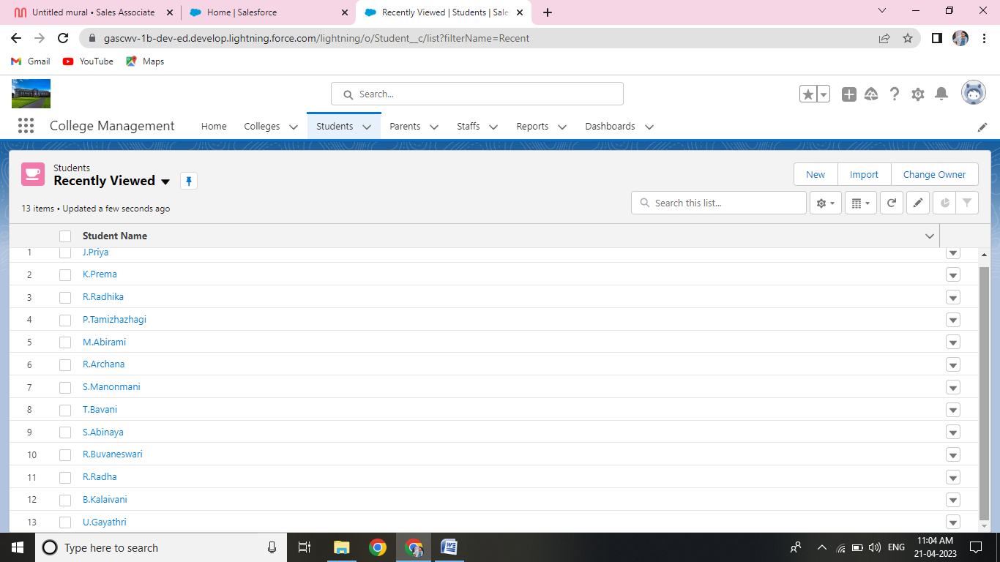 Untitled mural • Sales Associate
Home | Salesforce
Recently Viewed | Students | Sale
gascwv-1b-dev-ed.develop.lightning.force.com/lightning/o/Student__c/list?filterName=Recent
Gmail YouTube Maps
Search...
College Management Home Colleges Students Parents Staffs Reports Dashboards
Students
Recently Viewed
New Import Change Owner
13 items • Updated a few seconds ago
Search this list...
Student Name
1 J.Priya
2 K.Prema
3 R.Radhika
4 P.Tamizhazhagi
5 M.Abirami
6 R.Archana
7 S.Manonmani
8 T.Bavani
9 S.Abinaya
10 R.Buvaneswari
11 R.Radha
12 B.Kalaivani
13 U.Gayathri
Type here to search
ENG
11:04 AM
21-04-2023